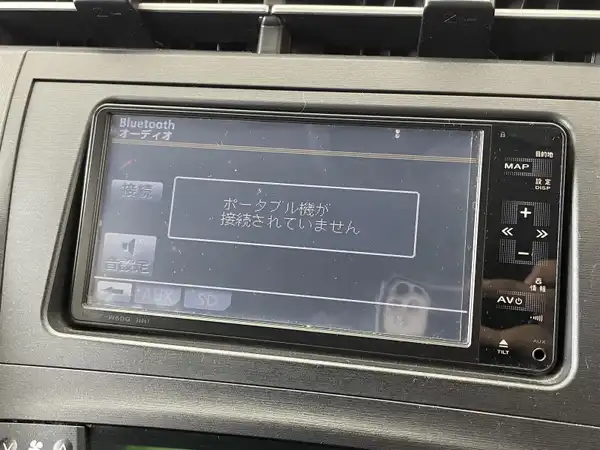 Bluetooth
オーディオ
接続
ポータブル機が
接続されていません
音設定
AUX
SD
目的地
MAP
設定
DISP
+
−
情報
AV
TILT
AUX